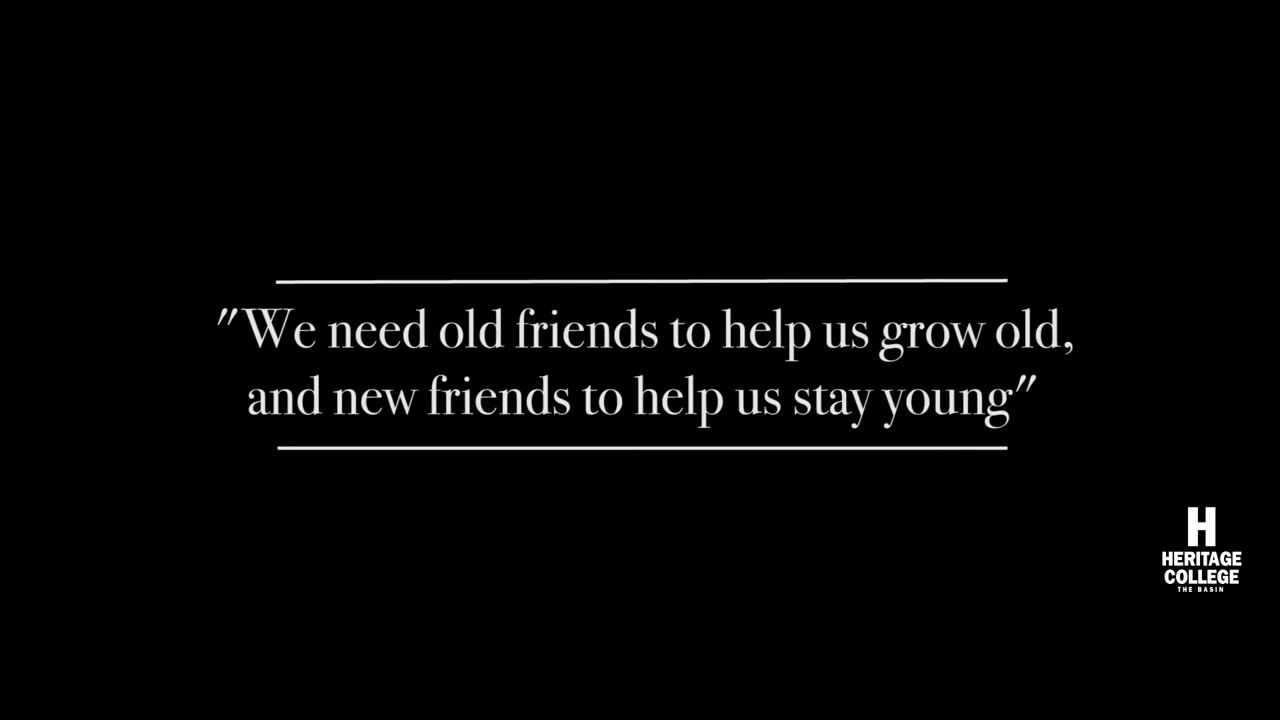 "We need old friends to help us grow old,
and new friends to help us stay young"
H
HERITAGE
COLLEGE
THE BASIN